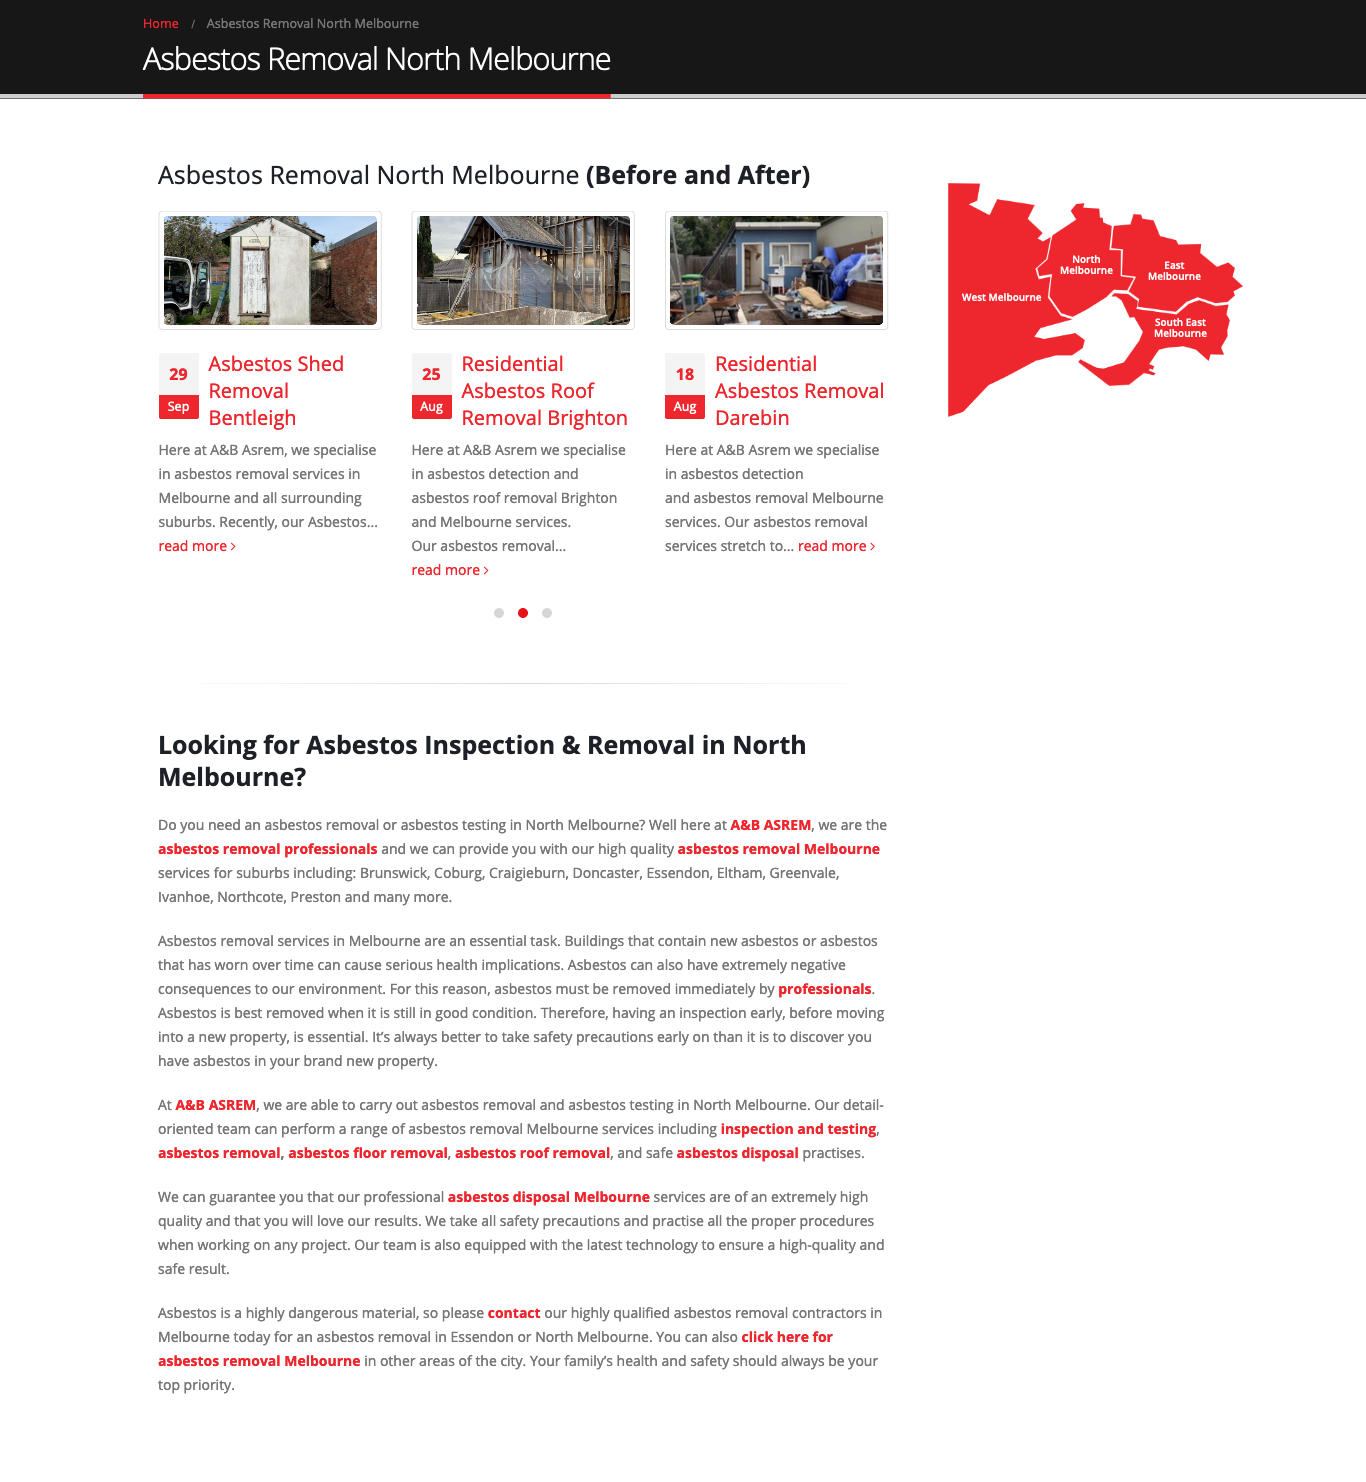 Home / Asbestos Removal North Melbourne
Asbestos Removal North Melbourne
Asbestos Removal North Melbourne (Before and After)
29
Sep
Asbestos Shed
Removal
Bentleigh
Here at A&B Asrem, we specialise
in asbestos removal services in
Melbourne and all surrounding
suburbs. Recently, our Asbestos...
read more ›
25
Aug
Residential
Asbestos Roof
Removal Brighton
Here at A&B Asrem we specialise
in asbestos detection and
asbestos roof removal Brighton
and Melbourne services.
Our asbestos removal...
read more ›
18
Aug
Residential
Asbestos Removal
Darebin
Here at A&B Asrem we specialise
in asbestos detection
and asbestos removal Melbourne
services. Our asbestos removal
services stretch to... read more ›
West Melbourne
North
Melbourne
East
Melbourne
South East
Melbourne
Looking for Asbestos Inspection & Removal in North
Melbourne?
Do you need an asbestos removal or asbestos testing in North Melbourne? Well here at A&B ASREM, we are the
asbestos removal professionals and we can provide you with our high quality asbestos removal Melbourne
services for suburbs including: Brunswick, Coburg, Craigieburn, Doncaster, Essendon, Eltham, Greenvale,
Ivanhoe, Northcote, Preston and many more.
Asbestos removal services in Melbourne are an essential task. Buildings that contain new asbestos or asbestos
that has worn over time can cause serious health implications. Asbestos can also have extremely negative
consequences to our environment. For this reason, asbestos must be removed immediately by professionals.
Asbestos is best removed when it is still in good condition. Therefore, having an inspection early, before moving
into a new property, is essential. It’s always better to take safety precautions early on than it is to discover you
have asbestos in your brand new property.
At A&B ASREM, we are able to carry out asbestos removal and asbestos testing in North Melbourne. Our detail-
oriented team can perform a range of asbestos removal Melbourne services including inspection and testing,
asbestos removal, asbestos floor removal, asbestos roof removal, and safe asbestos disposal practises.
We can guarantee you that our professional asbestos disposal Melbourne services are of an extremely high
quality and that you will love our results. We take all safety precautions and practise all the proper procedures
when working on any project. Our team is also equipped with the latest technology to ensure a high-quality and
safe result.
Asbestos is a highly dangerous material, so please contact our highly qualified asbestos removal contractors in
Melbourne today for an asbestos removal in Essendon or North Melbourne. You can also click here for
asbestos removal Melbourne in other areas of the city. Your family’s health and safety should always be your
top priority.